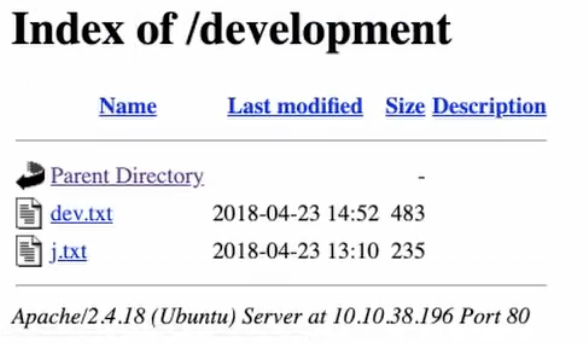 Index of /development
Name Last modified Size Description
Parent Directory -
dev.txt 2018-04-23 14:52 483
j.txt 2018-04-23 13:10 235
Apache/2.4.18 (Ubuntu) Server at 10.10.38.196 Port 80